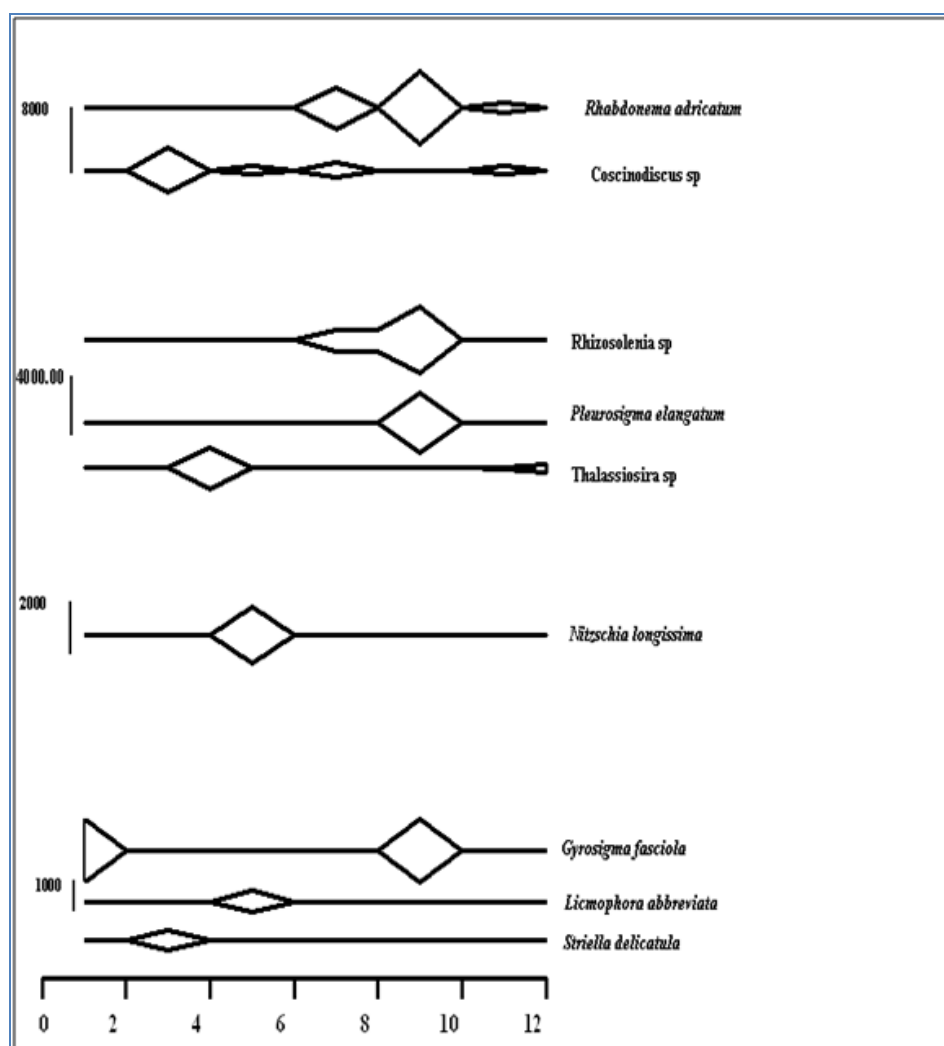 8000
Rhabdonema adricatum
Coscinodiscus sp
Rhizosolenia sp
4000.00
Pleurosigma elangatum
Thalassiosira sp
2000
Nitzschia longissima
Gyrosigma fasciola
1000
Licmophora abbreviata
Striella delicatula
0 2 4 6 8 10 12